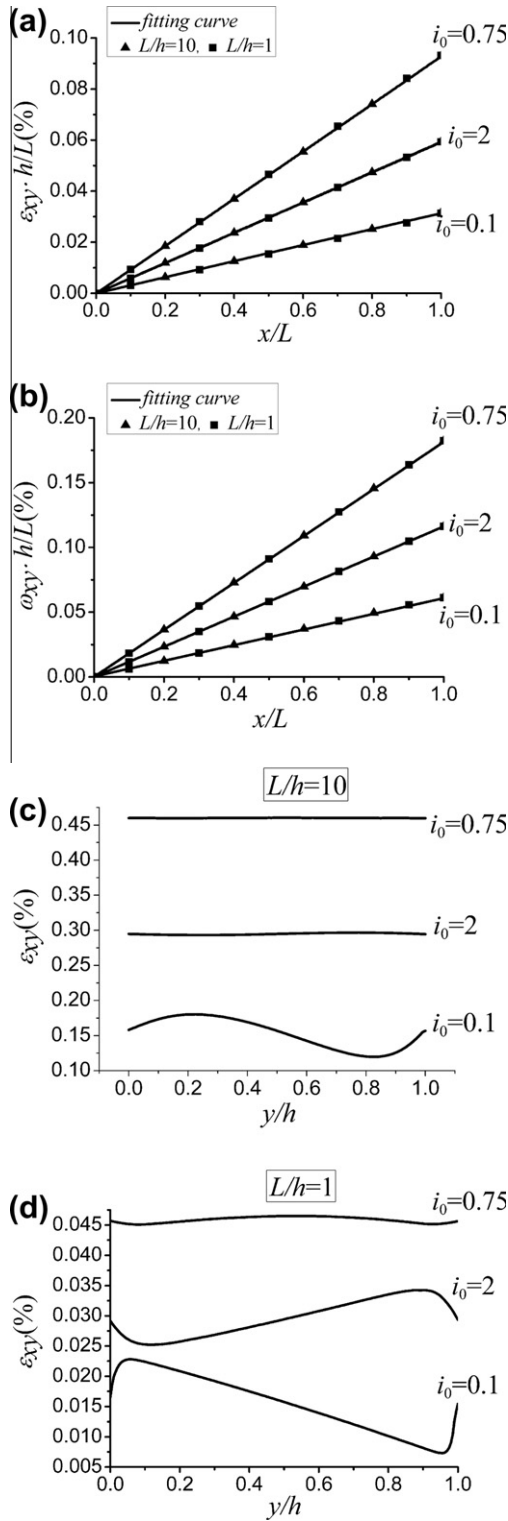 (a)
fitting curve
L/h=10, L/h=1
i₀=0.75
i₀=2
i₀=0.1
εxy· h/L(%)
0.10
0.08
0.06
0.04
0.02
0.00
0.0 0.2 0.4 0.6 0.8 1.0
x/L
(b)
fitting curve
L/h=10, L/h=1
i₀=0.75
i₀=2
i₀=0.1
ωxy· h/L(%)
0.20
0.15
0.10
0.05
0.00
0.0 0.2 0.4 0.6 0.8 1.0
x/L
(c)
L/h=10
i₀=0.75
i₀=2
i₀=0.1
εxy(%)
0.45
0.40
0.35
0.30
0.25
0.20
0.15
0.10
0.0 0.2 0.4 0.6 0.8 1.0
y/h
(d)
L/h=1
i₀=0.75
i₀=2
i₀=0.1
εxy(%)
0.045
0.040
0.035
0.030
0.025
0.020
0.015
0.010
0.005
0.0 0.2 0.4 0.6 0.8 1.0
y/h